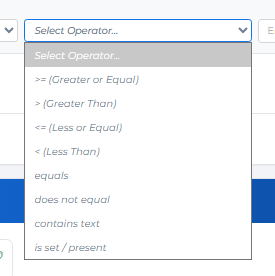 Select Operator...
Select Operator...
>= (Greater or Equal)
> (Greater Than)
<= (Less or Equal)
< (Less Than)
equals
does not equal
contains text
is set / present